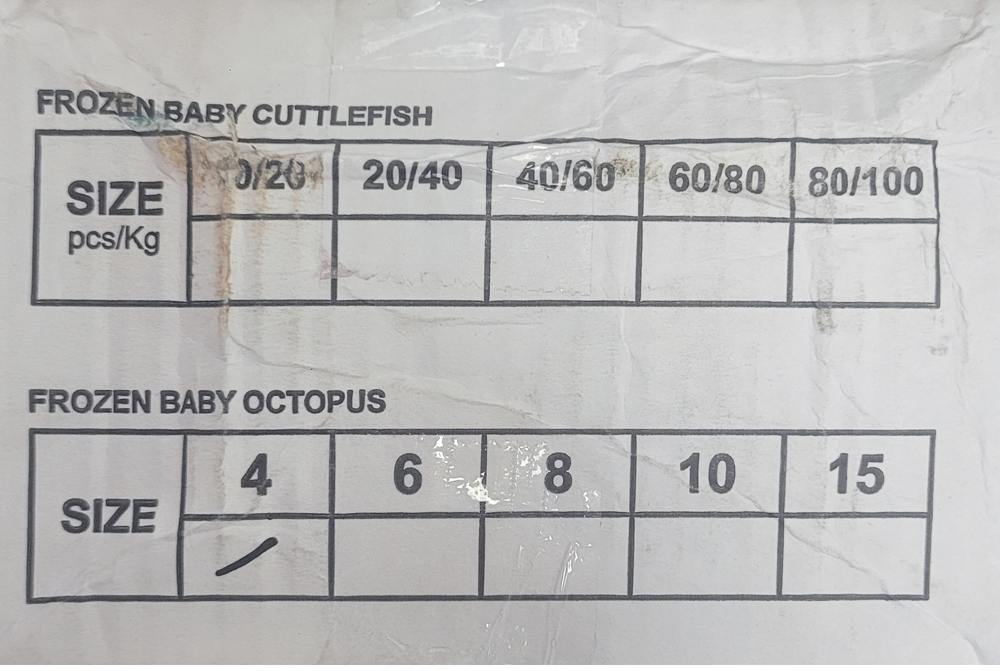 FROZEN BABY CUTTLEFISH
SIZE 20/40 40/60 60/80 80/100
pcs/Kg
FROZEN BABY OCTOPUS
SIZE 4 6 8 10 15